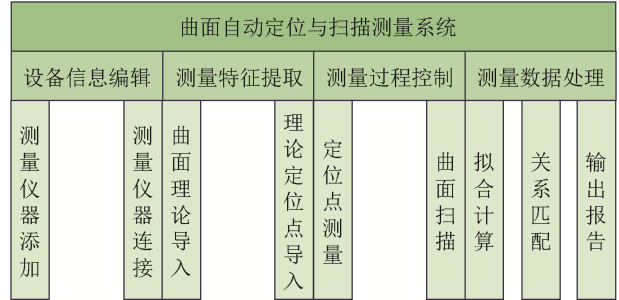 曲面自动定位与扫描测量系统
设备信息编辑
测量特征提取
测量过程控制
测量数据处理
测量仪器添加
测量仪器连接
曲面理论导入
理论定位点导入
定位点测量
曲面扫描
拟合计算
关系匹配
输出报告